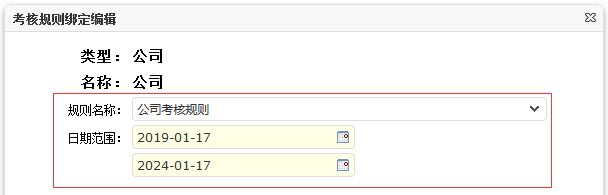 考核规则绑定编辑
类型：公司
名称：公司
规则名称：公司考核规则
日期范围：2019-01-17
2024-01-17